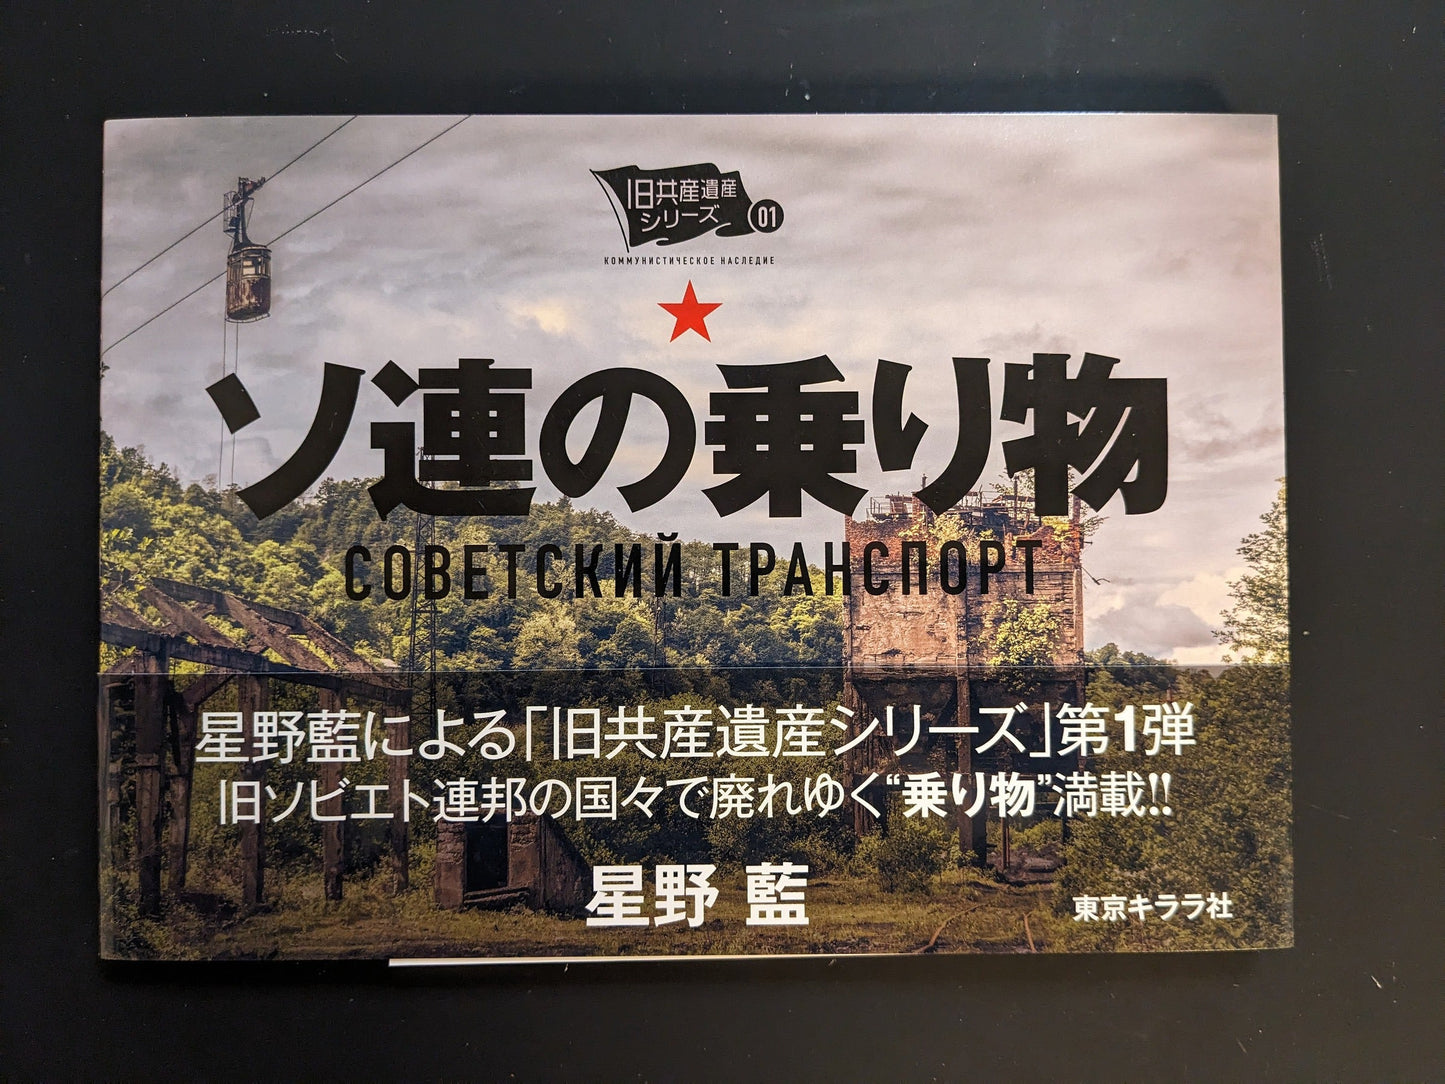 旧共産遺産
シリーズ 01
КОММУНИСТИЧЕСКОЕ НАСЛЕДИЕ
ソ連の乗り物
СОВЕТСКИЙ ТРАНСПОРТ
星野藍による「旧共産遺産シリーズ」第1弾
旧ソビエト連邦の国々で廃れゆく“乗り物”満載!!
星野 藍
東京キララ社